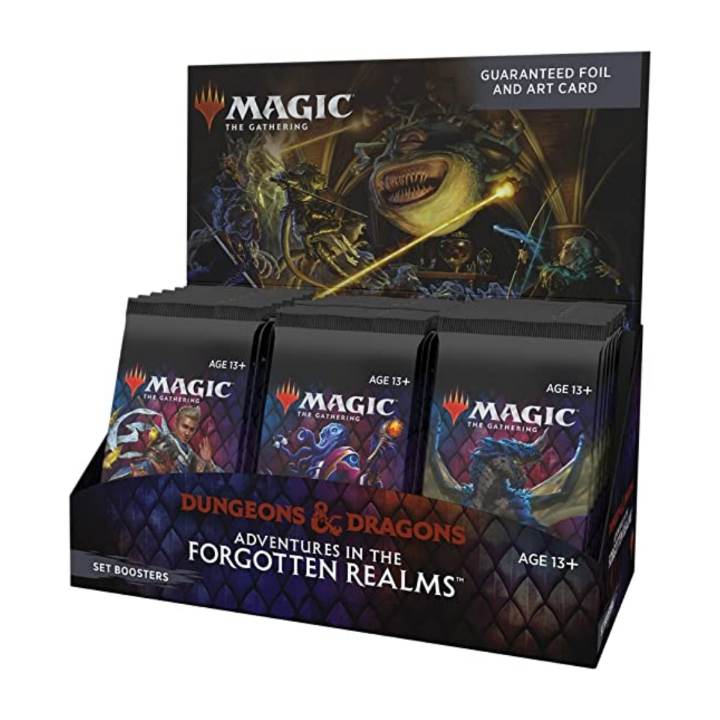 GUARANTEED FOIL
AND ART CARD
MAGIC
THE GATHERING
AGE 13+
MAGIC
THE GATHERING
AGE 13+
MAGIC
THE GATHERING
AGE 13+
MAGIC
THE GATHERING
DUNGEONS & DRAGONS
ADVENTURES IN THE
FORGOTTEN REALMS™
SET BOOSTERS
AGE 13+